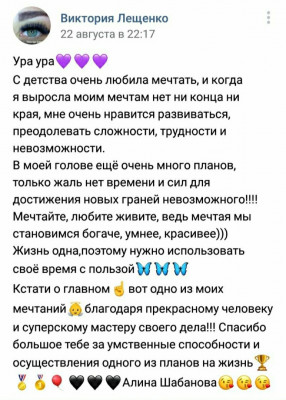 Виктория Лещенко
22 августа в 22:17
Ура ура💜💜💜
С детства очень любила мечтать, и когда
я выросла моим мечтам нет ни конца ни
края, мне очень нравится развиваться,
преодолевать сложности, трудности и
невозможности.
В моей голове ещё очень много планов,
только жаль нет времени и сил для
достижения новых граней невозможного!!!!
Мечтайте, любите живите, ведь мечтая мы
становимся богаче, умнее, красивее)))
Жизнь одна,поэтому нужно использовать
своё время с пользой🦋🦋🦋
Кстати о главном☝️вот одно из моих
мечтаний👸благодаря прекрасному человеку
и суперскому мастеру своего дела!!! Спасибо
большое тебе за умственные способности и
осуществления одного из планов на жизнь🏆
🥇🏅🎈🖤🖤🖤Алина Шабанова😘😘😘